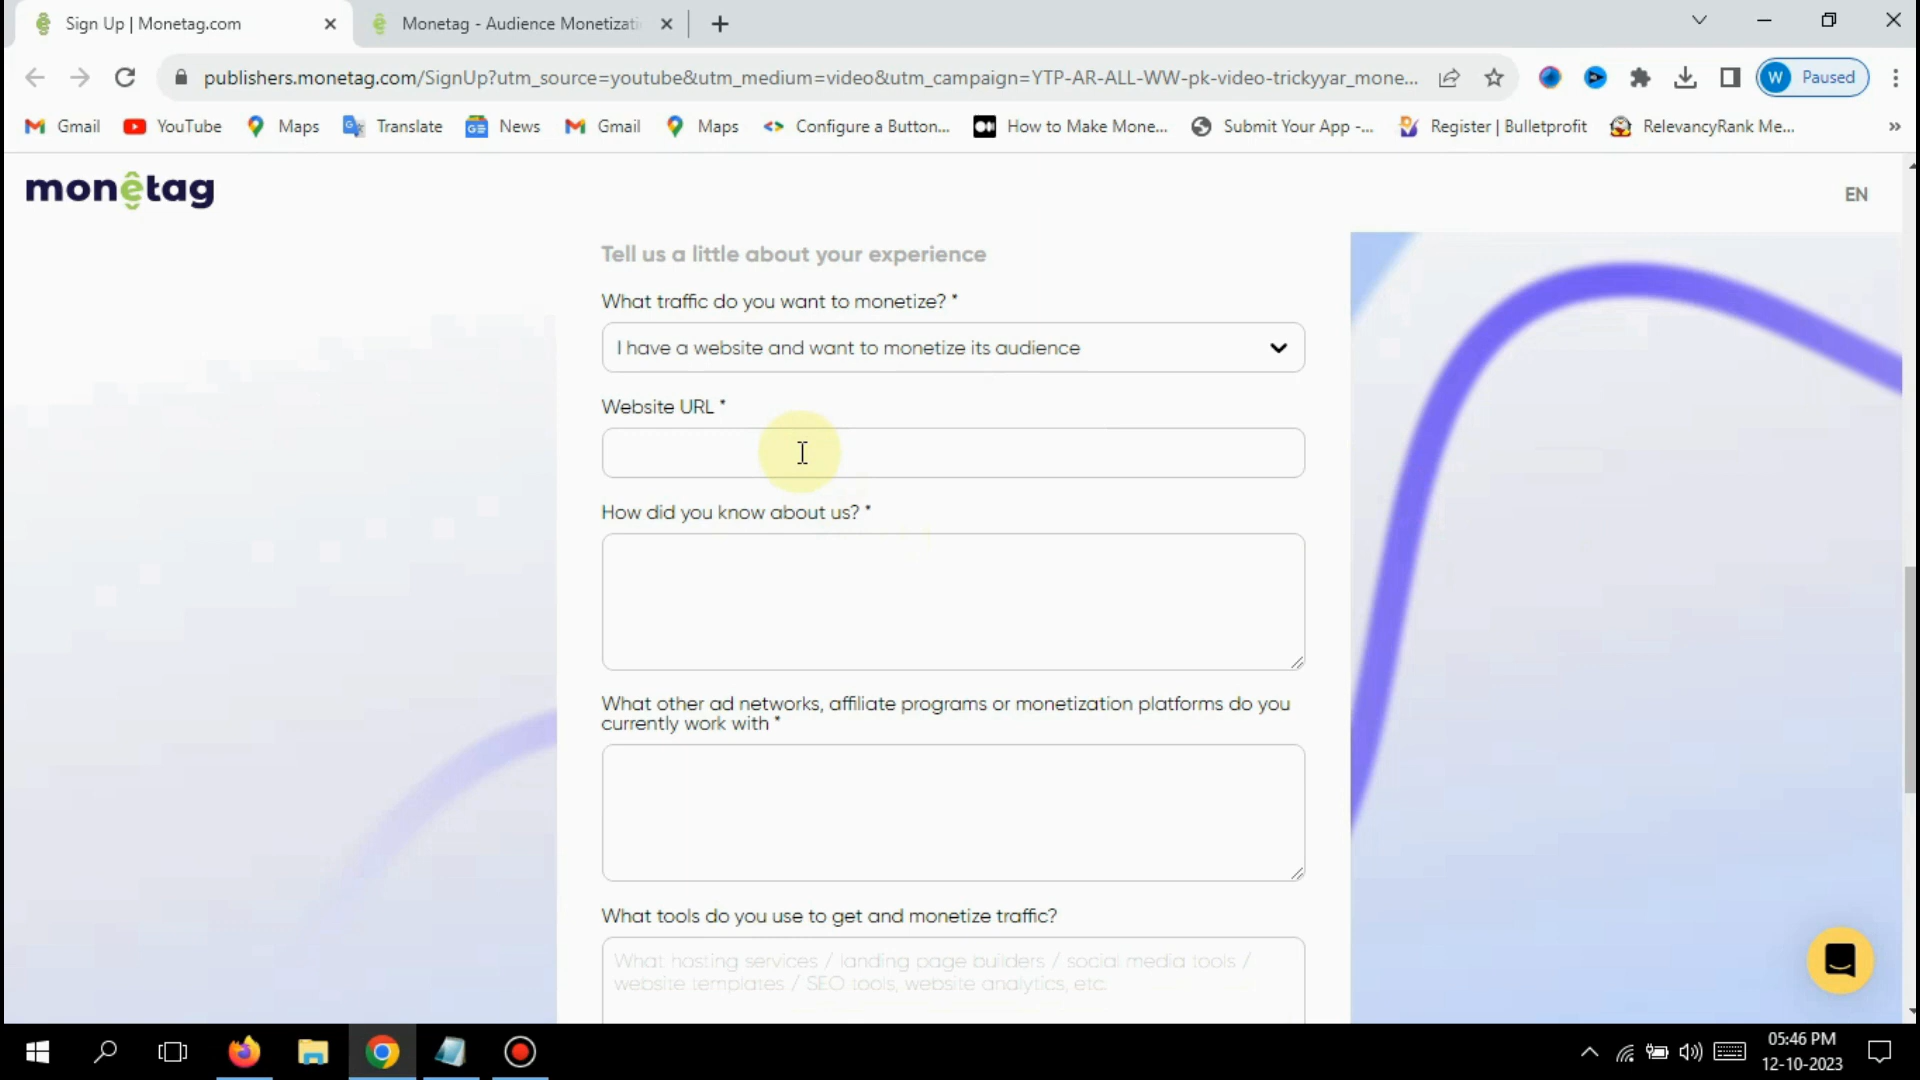 Sign Up | Monetag.com
Monetag - Audience Monetizati
publishers.monetag.com/SignUp?utm_source=youtube&utm_medium=video&utm_campaign=YTP-AR-ALL-WW-pk-video-trickyyar_mone...
W Paused
Gmail YouTube Maps Translate News Gmail Maps Configure a Button... How to Make Mone... Submit Your App -... Register | Bulletprofit RelevancyRank Me... »
monêtag
EN
Tell us a little about your experience
What traffic do you want to monetize? *
I have a website and want to monetize its audience
Website URL *
How did you know about us? *
What other ad networks, affiliate programs or monetization platforms do you
currently work with *
What tools do you use to get and monetize traffic?
What hosting services / landing page builders / social media tools /
website templates / SEO tools, website analytics, etc.
05:46 PM
12-10-2023